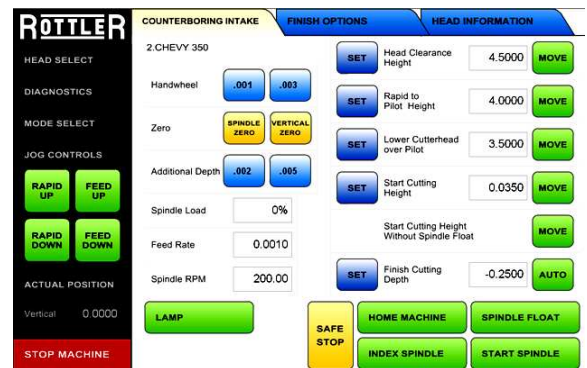 ROTTLER
HEAD SELECT
DIAGNOSTICS
MODE SELECT
JOG CONTROLS
RAPID
UP
FEED
UP
RAPID
DOWN
FEED
DOWN
ACTUAL POSITION
Vertical 0.0000
STOP MACHINE
COUNTERBORING INTAKE
FINISH OPTIONS
HEAD INFORMATION
2.CHEVY 350
Handwheel .001 .003
Zero
SPINDLE
ZERO
VERTICAL
ZERO
Additional Depth .002 .005
Spindle Load 0%
Feed Rate 0.0010
Spindle RPM 200.00
LAMP
SET
Head Clearance
Height
4.5000 MOVE
SET
Rapid to
Pilot Height
4.0000 MOVE
SET
Lower Cutterhead
over Pilot
3.5000 MOVE
SET
Start Cutting
Height
0.0350 MOVE
Start Cutting Height
Without Spindle Float
MOVE
SET
Finish Cutting
Depth
-0.2500 AUTO
SAFE
STOP
HOME MACHINE SPINDLE FLOAT
INDEX SPINDLE START SPINDLE